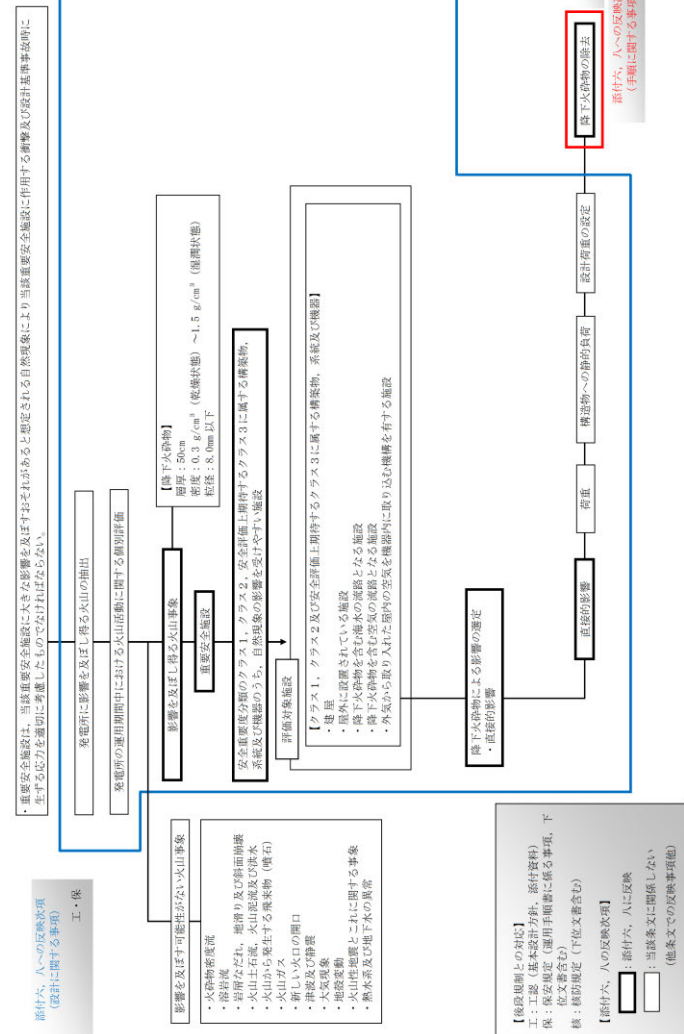 ・重要安全施設は，当該重要安全施設に大きな影響を及ぼすおそれがあると想定される自然現象により当該重要安全施設に作用する衝撃及び設計基準事故時に
生ずる応力を適切に考慮したものでなければならない。
添付六，八への反映次項
（設計に関する事項）
工・保
発電所に影響を及ぼし得る火山の抽出
発電所の運用期間中における火山活動に関する個別評価
影響を及ぼす可能性がない火山事象
・火砕物密度流
・溶岩流
・岩屑なだれ，地滑り及び斜面崩壊
・火山土石流，火山泥流及び洪水
・火山から発生する飛来物（噴石）
・火山ガス
・新しい火口の開口
・津波及び静震
・大気現象
・地殻変動
・火山性地震とこれに関する事象
・熱水系及び地下水の異常
影響を及ぼし得る火山事象
【降下火砕物】
層厚：50cm
密度：0.3 g/cm³（乾燥状態）～1.5 g/cm³（湿潤状態）
粒径：8.0mm 以下
重要安全施設
安全重要度分類のクラス１，クラス２，安全評価上期待するクラス３に属する構築物，
系統及び機器のうち，自然現象の影響を受けやすい施設
評価対象施設
【クラス１，クラス２及び安全評価上期待するクラス３に属する構築物，系統及び機器】
・建屋
・屋外に設置されている施設
・降下火砕物を含む海水の流路となる施設
・降下火砕物を含む空気の流路となる施設
・外気から取り入れた屋内の空気を機器内に取り込む機構を有する施設
降下火砕物による影響の選定
・直接的影響
直接的影響
荷重
構造物への静的負荷
設計荷重の設定
降下火砕物の除去
添付六，八への反映
（手順に関する事項
【後段規制との対応】
工：工認（基本設計方針，添付資料）
保：保安規定（運用手順書に係る事項，下
位文書含む）
核：核防規定（下位文書含む）
【添付六，八の反映次項】
：添付六，八に反映
：当該条文に関係しない
（他条文での反映事項他）